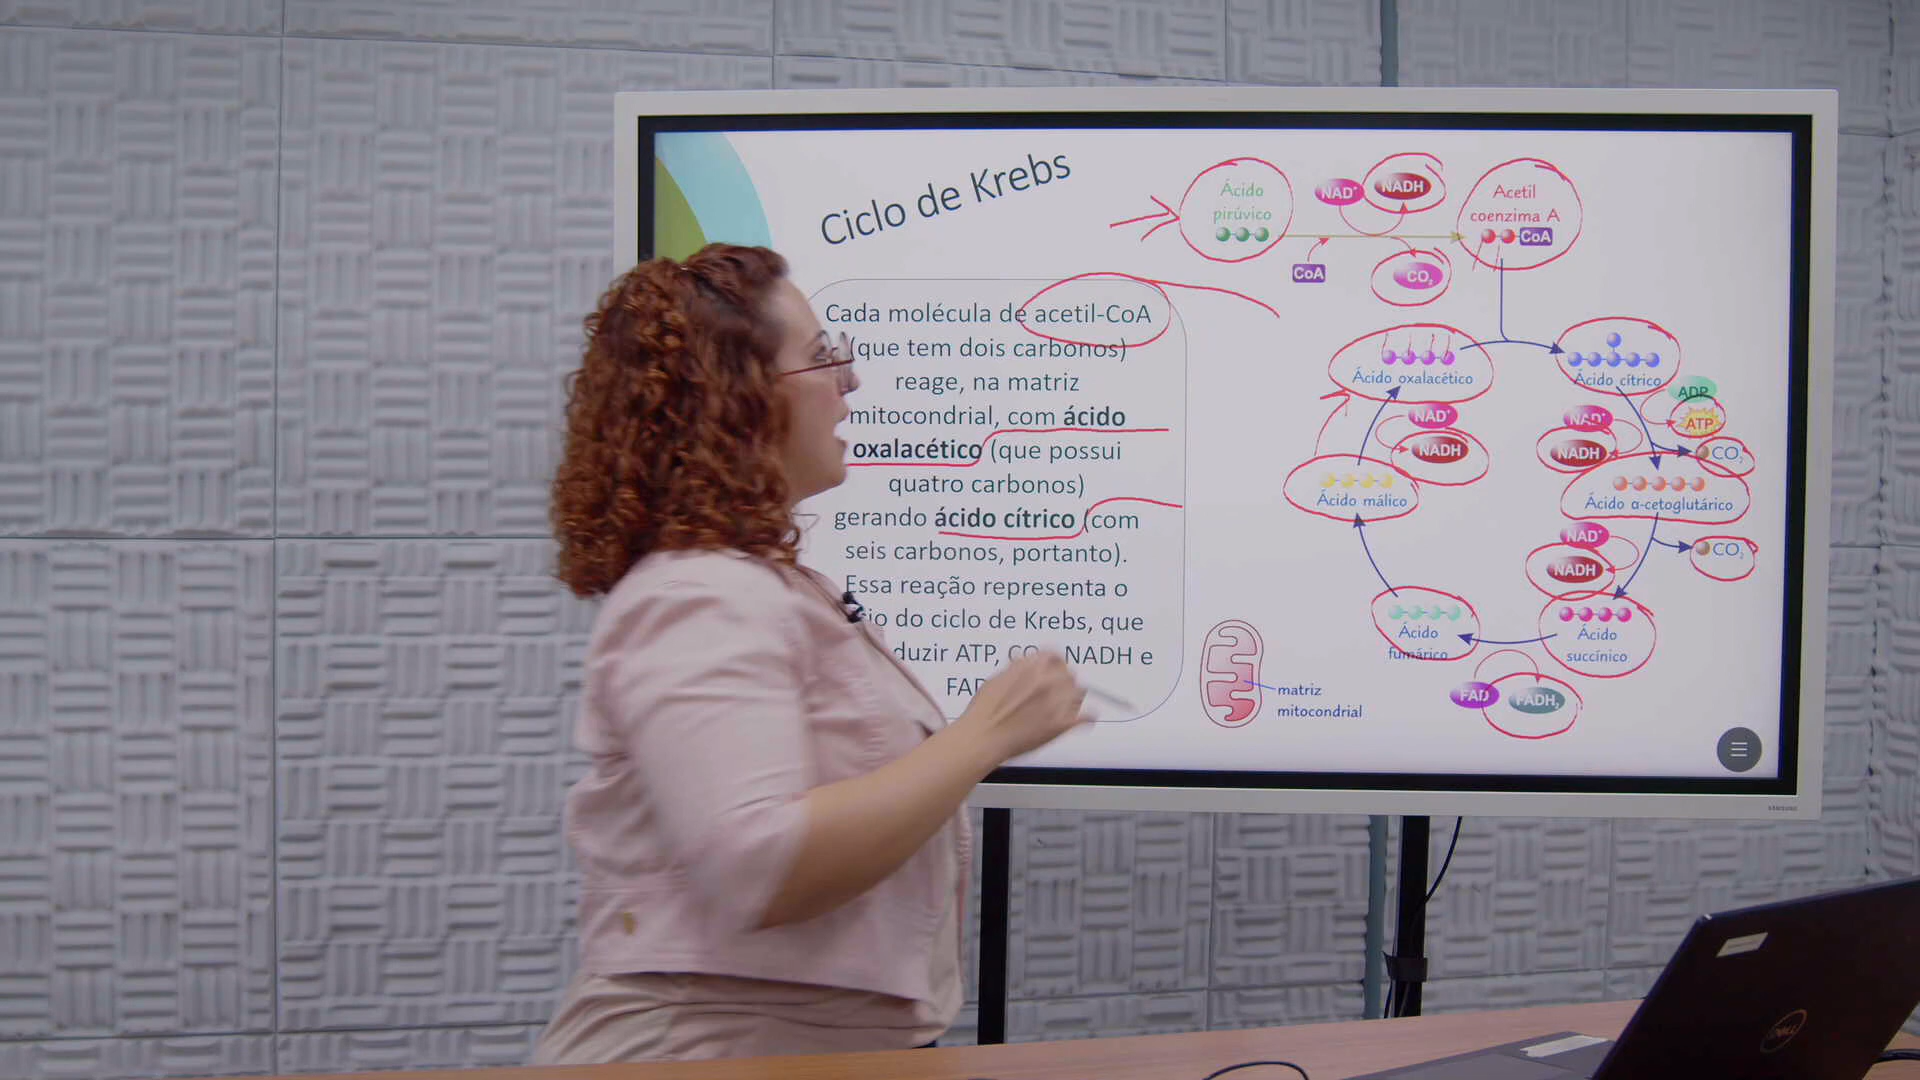 Ciclo de Krebs
Cada molécula de acetil-CoA
(que tem dois carbonos)
reage, na matriz
mitocondrial, com ácido
oxalacético (que possui
quatro carbonos)
gerando ácido cítrico (com
seis carbonos, portanto).
Essa reação representa o
do ciclo de Krebs, que
ATP, NADH e
Ácido
pirúvico
NAD+
NADH
CoA
CO₂
Acetil
coenzima A
CoA
Ácido oxalacético
Ácido cítrico
ADP
ATP
NAD+
NADH
CO₂
NAD+
NADH
Ácido málico
Ácido α-cetoglutárico
NAD+
NADH
CO₂
Ácido
fumárico
Ácido
succínico
FAD
FADH₂
matriz
mitocondrial
SAMSUNG
DELL